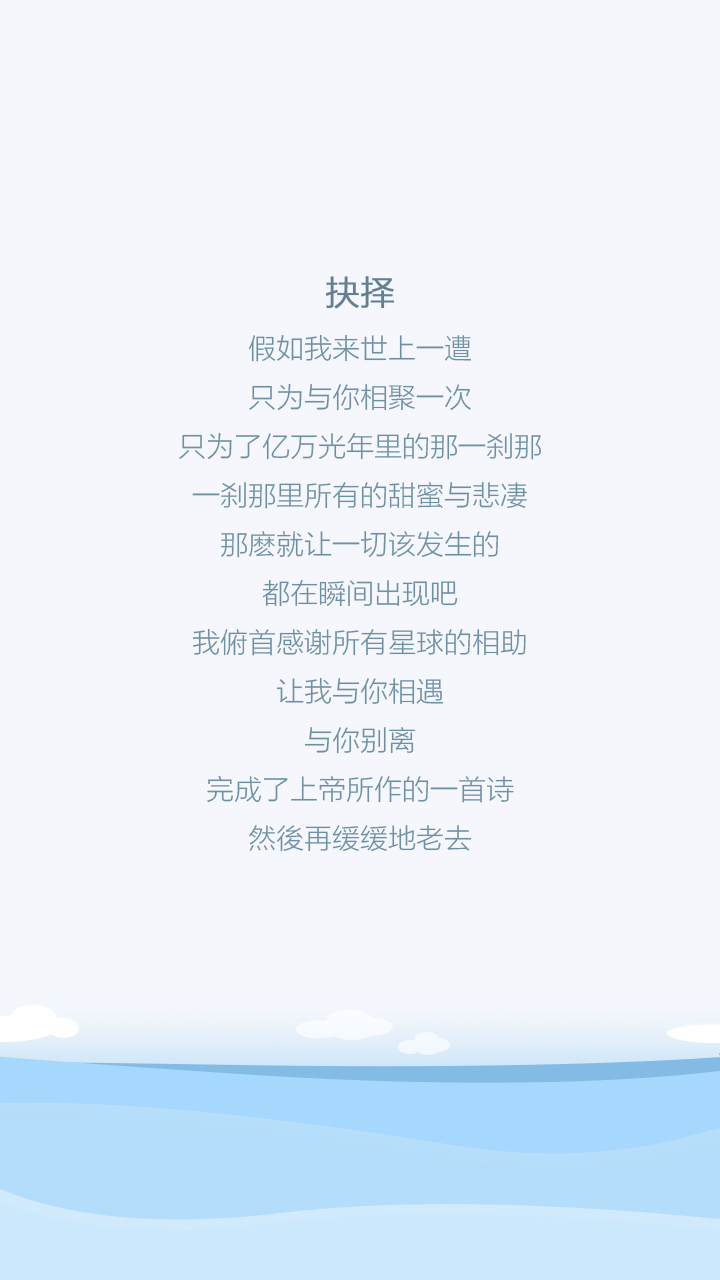 抉择
假如我来世上一遭
只为与你相聚一次
只为了亿万光年里的那一刹那
一刹那里所有的甜蜜与悲凄
那麽就让一切该发生的
都在瞬间出现吧
我俯首感谢所有星球的相助
让我与你相遇
与你别离
完成了上帝所作的一首诗
然後再缓缓地老去